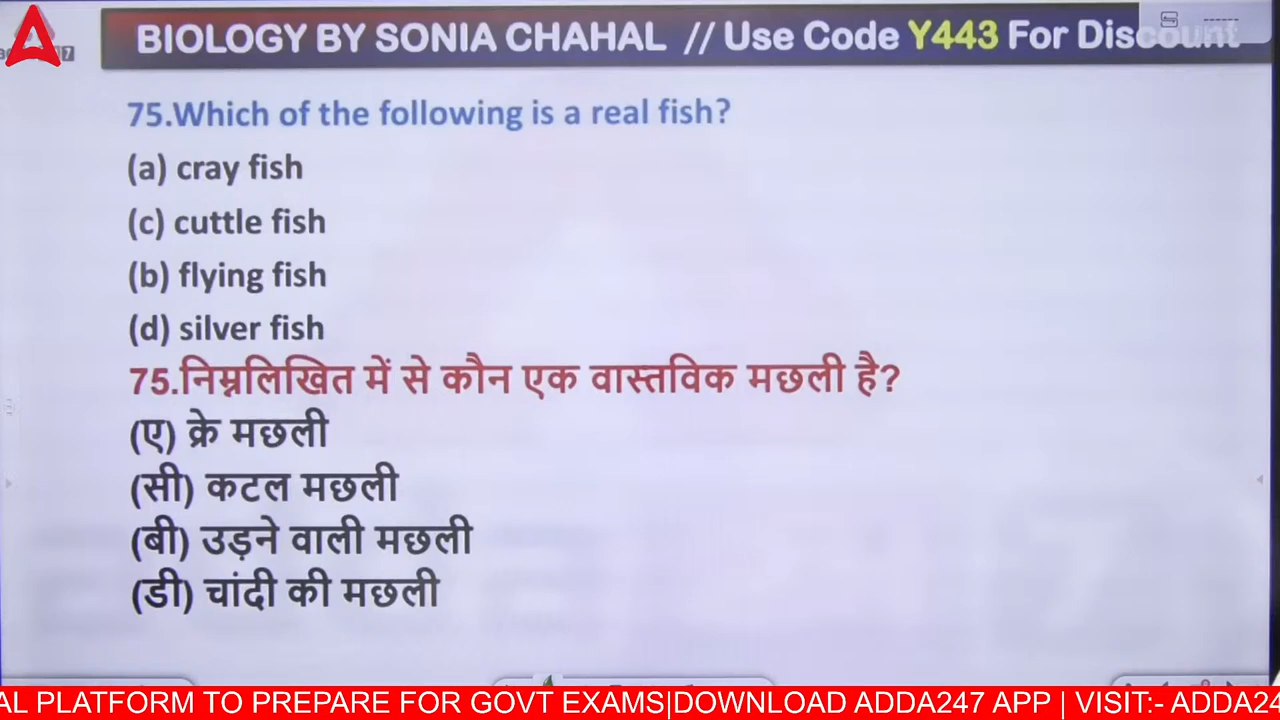 BIOLOGY BY SONIA CHAHAL // Use Code Y443 For Discount
75.Which of the following is a real fish?
(a) cray fish
(c) cuttle fish
(b) flying fish
(d) silver fish
75.निम्नलिखित में से कौन एक वास्तविक मछली है?
(ए) क्रे मछली
(सी) कटल मछली
(बी) उड़ने वाली मछली
(डी) चांदी की मछली
AL PLATFORM TO PREPARE FOR GOVT EXAMS|DOWNLOAD ADDA247 APP | VISIT:- ADDA24